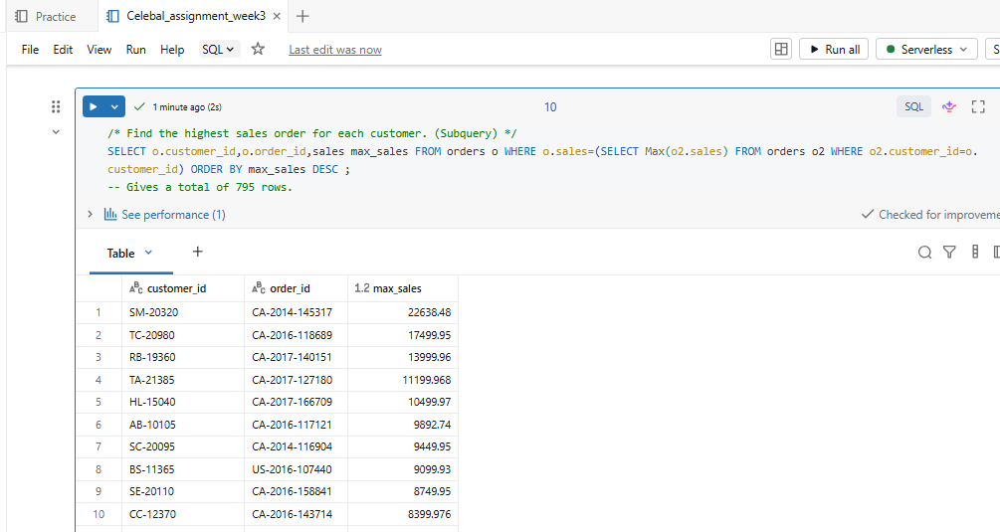 Practice Celebal_assignment_week3
File Edit View Run Help SQL Last edit was now Run all Serverless
1 minute ago (2s) 10 SQL
/* Find the highest sales order for each customer. (Subquery) */
SELECT o.customer_id,o.order_id,sales max_sales FROM orders o WHERE o.sales=(SELECT Max(o2.sales) FROM orders o2 WHERE o2.customer_id=o.
customer_id) ORDER BY max_sales DESC ;
-- Gives a total of 795 rows.
See performance (1) Checked for improveme
Table
customer_id order_id 1.2 max_sales
1 SM-20320 CA-2014-145317 22638.48
2 TC-20980 CA-2016-118689 17499.95
3 RB-19360 CA-2017-140151 13999.96
4 TA-21385 CA-2017-127180 11199.968
5 HL-15040 CA-2017-166709 10499.97
6 AB-10105 CA-2016-117121 9892.74
7 SC-20095 CA-2014-116904 9449.95
8 BS-11365 US-2016-107440 9099.93
9 SE-20110 CA-2016-158841 8749.95
10 CC-12370 CA-2016-143714 8399.976